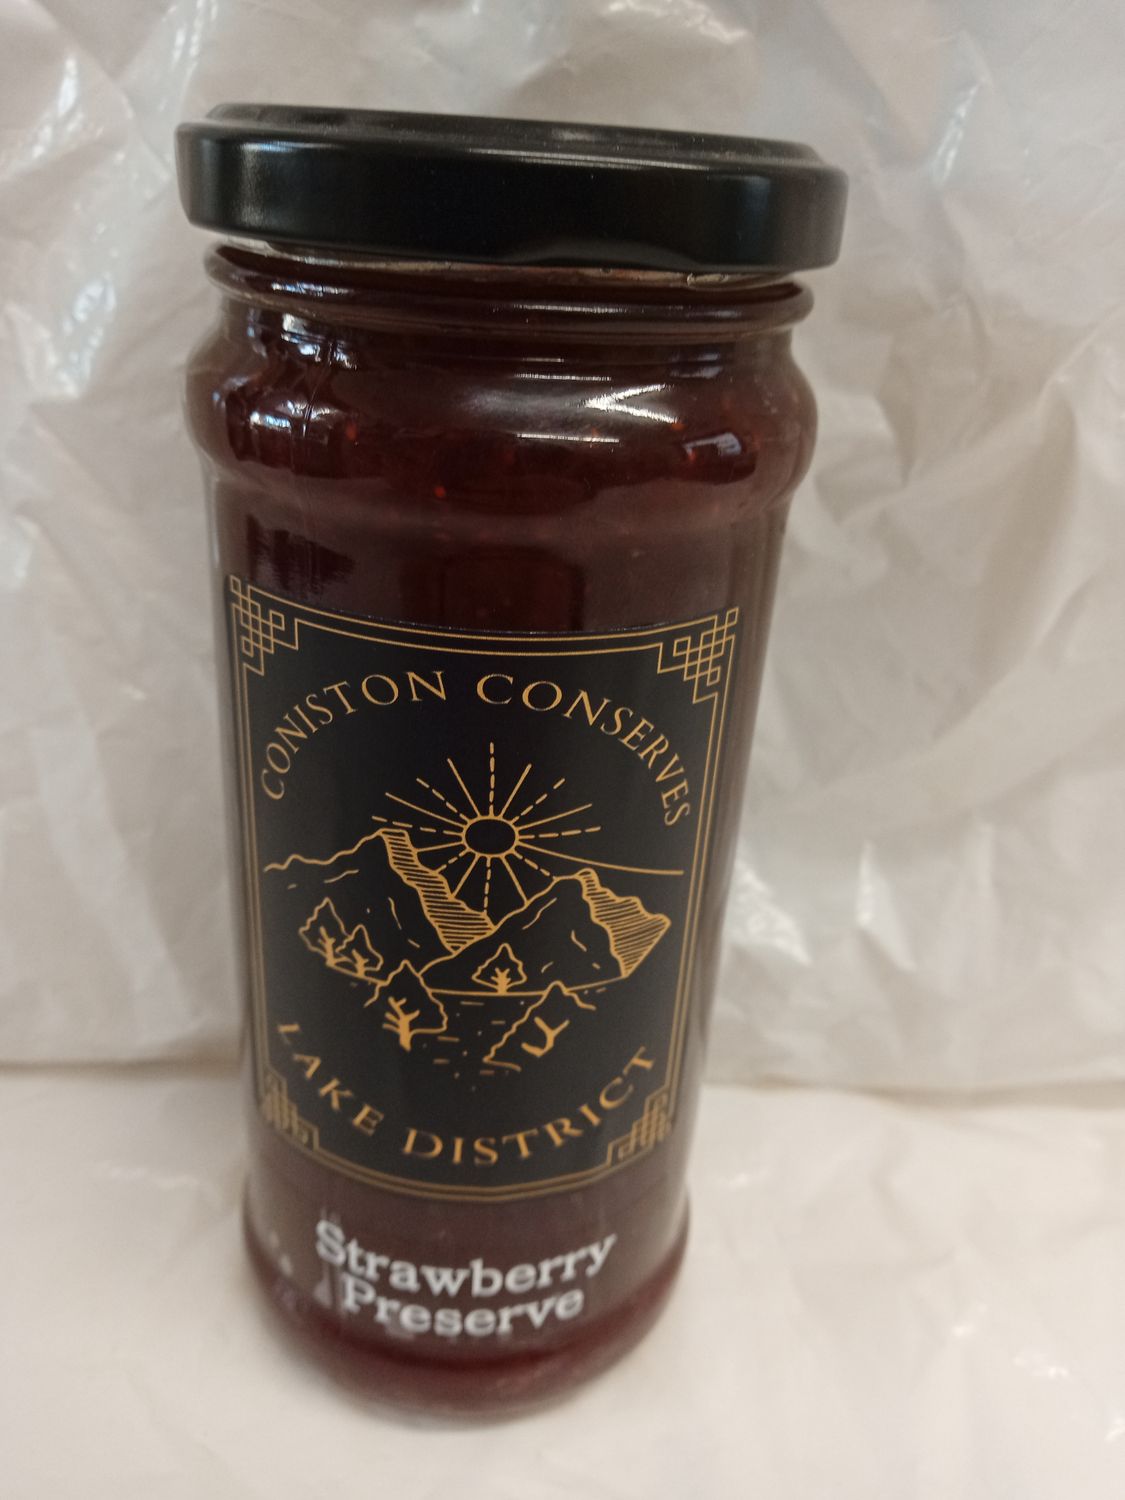 CONISTON CONSERVES
LAKE DISTRICT
Strawberry
Preserve